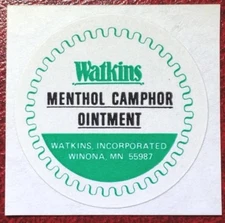 Watkins
MENTHOL CAMPHOR
OINTMENT
WATKINS, INCORPORATED
WINONA, MN 55987